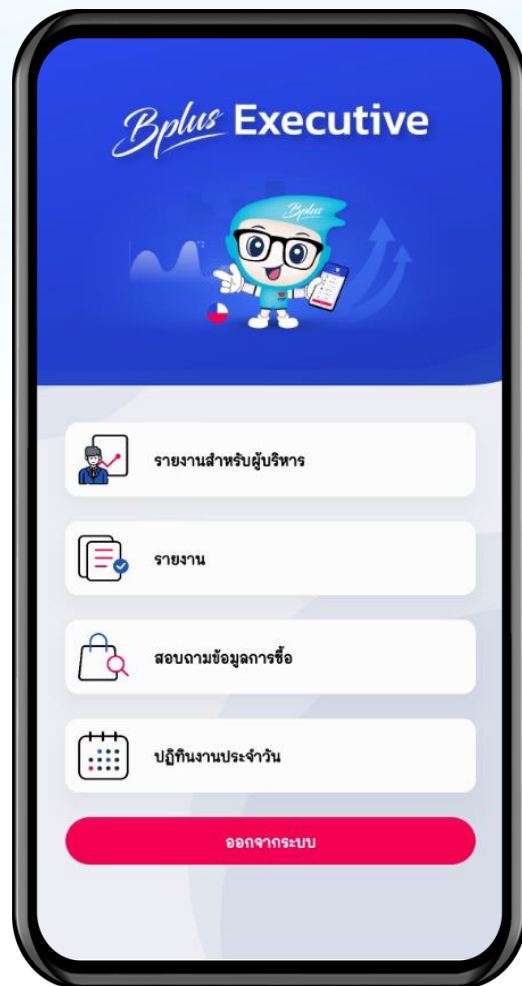 Bplus Executive
Bplus
รายงานสำหรับผู้บริหาร
รายงาน
สอบถามข้อมูลการซื้อ
ปฏิทินงานประจำวัน
ออกจากระบบ